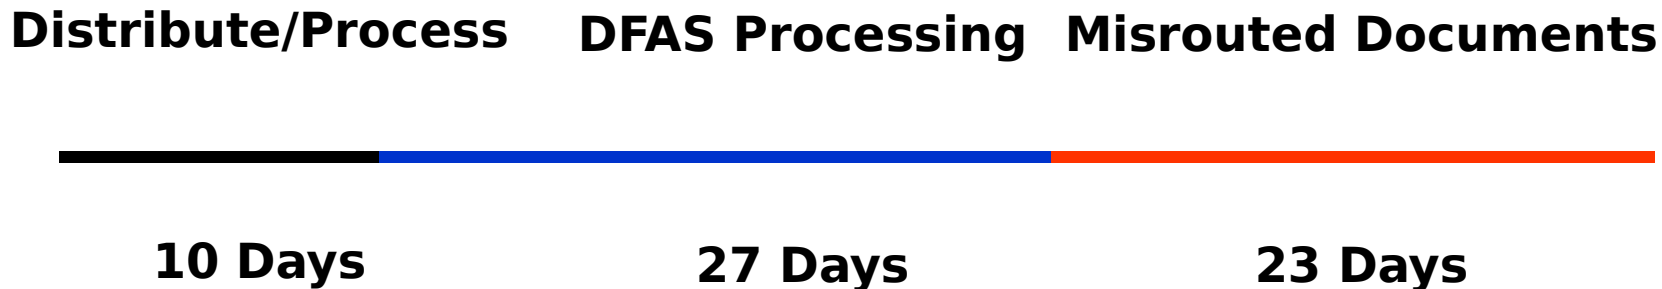 Distribute/Process DFAS Processing Misrouted Documents
10 Days 27 Days 23 Days